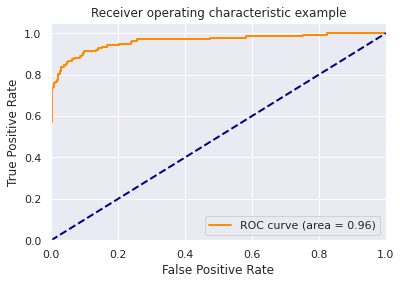 Receiver operating characteristic example
1.0
0.8
0.6
0.4
0.2
0.0
True Positive Rate
ROC curve (area = 0.96)
0.0 0.2 0.4 0.6 0.8 1.0
False Positive Rate